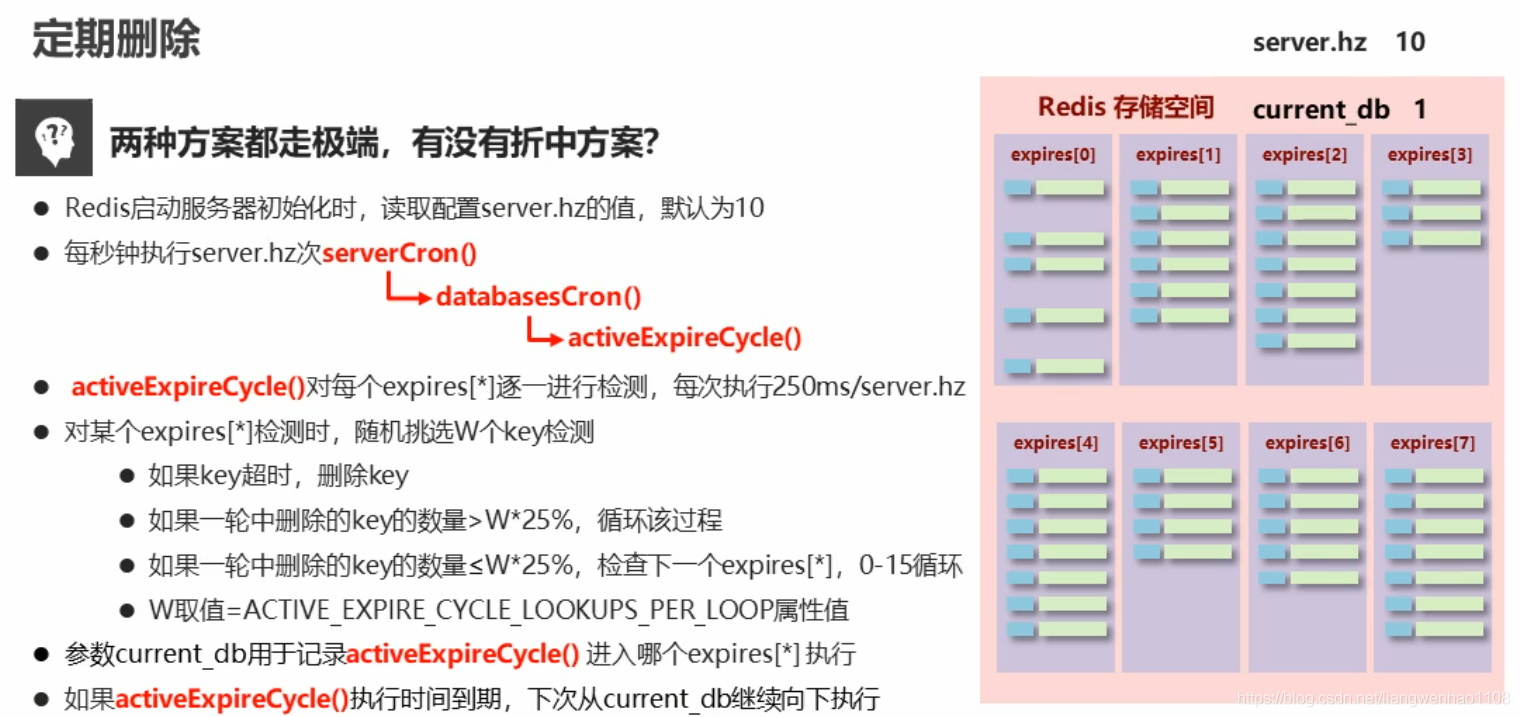 定期删除
server.hz 10
?? 两种方案都走极端，有没有折中方案?
● Redis启动服务器初始化时，读取配置server.hz的值，默认为10
● 每秒钟执行server.hz次serverCron()
databasesCron()
activeExpireCycle()
● activeExpireCycle()对每个expires[*]逐一进行检测，每次执行250ms/server.hz
● 对某个expires[*]检测时，随机挑选W个key检测
● 如果key超时，删除key
● 如果一轮中删除的key的数量>W*25%，循环该过程
● 如果一轮中删除的key的数量≤W*25%，检查下一个expires[*]，0-15循环
● W取值=ACTIVE_EXPIRE_CYCLE_LOOKUPS_PER_LOOP属性值
● 参数current_db用于记录activeExpireCycle() 进入哪个expires[*] 执行
● 如果activeExpireCycle()执行时间到期，下次从current_db继续向下执行
Redis 存储空间 current_db 1
expires[0] expires[1] expires[2] expires[3]
expires[4] expires[5] expires[6] expires[7]
https://blog.csdn.net/liangwenhao1108